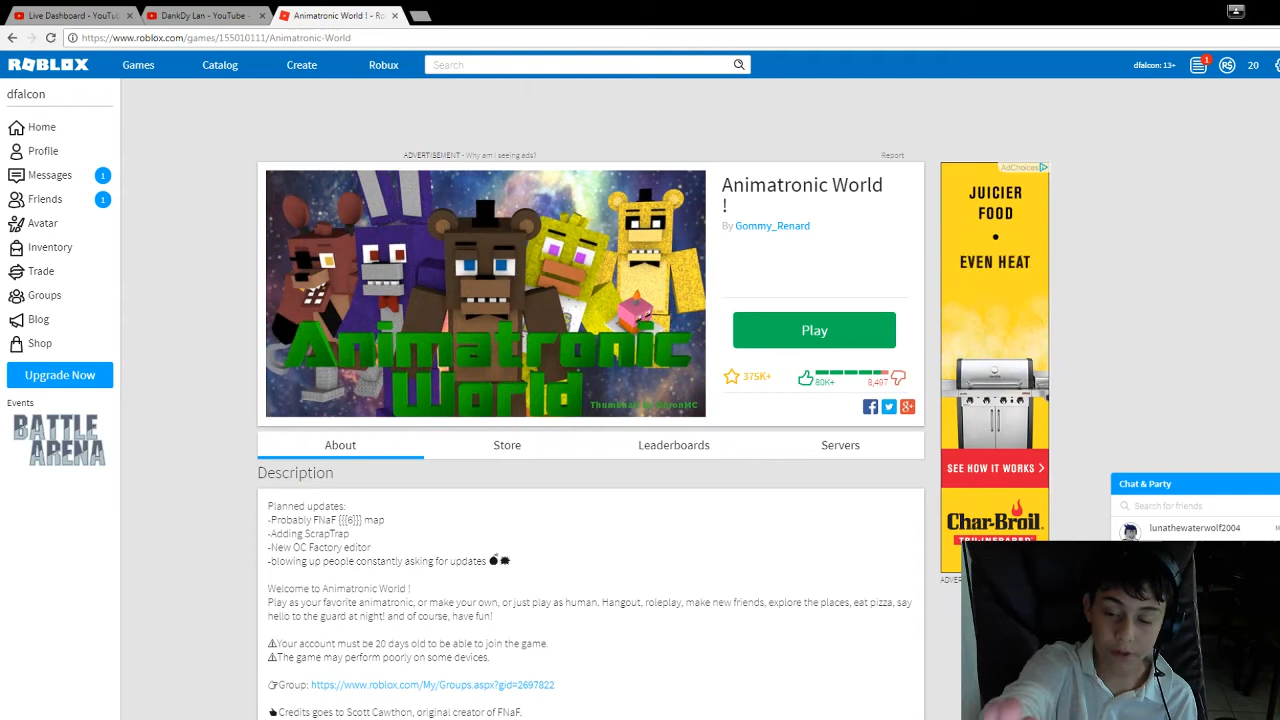 Live Dashboard - YouTub
DankDy Lan - YouTube -
Animatronic World ! - Ro
https://www.roblox.com/games/155010111/Animatronic-World
ROBLOX
Games
Catalog
Create
Robux
Search
dfalcon: 13+
1
R$
20
dfalcon
Home
Profile
Messages
1
Friends
1
Avatar
Inventory
Trade
Groups
Blog
Shop
Upgrade Now
Events
BATTLE
ARENA
ADVERTISEMENT - Why am I seeing ads?
Report
Animatronic
World
Animatronic World
!
By Gommy_Renard
Play
375K+
80K+
8,497
About
Store
Leaderboards
Servers
Description
Planned updates:
-Probably FNaF {{{6}}} map
-Adding ScrapTrap
-New OC Factory editor
-blowing up people constantly asking for updates
Welcome to Animatronic World !
Play as your favorite animatronic, or make your own, or just play as human. Hangout, roleplay, make new friends, explore the places, eat pizza, say
hello to the guard at night! and of course, have fun!
⚠Your account must be 20 days old to be able to join the game.
⚠The game may perform poorly on some devices.
Group: https://www.roblox.com/My/Groups.aspx?gid=2697822
Credits goes to Scott Cawthon, original creator of FNaF.
AdChoices
JUICIER
FOOD
•
EVEN HEAT
SEE HOW IT WORKS
Char-Broil
TRU-INFRARED
ADVER
Chat & Party
Search for friends
lunathewaterwolf2004